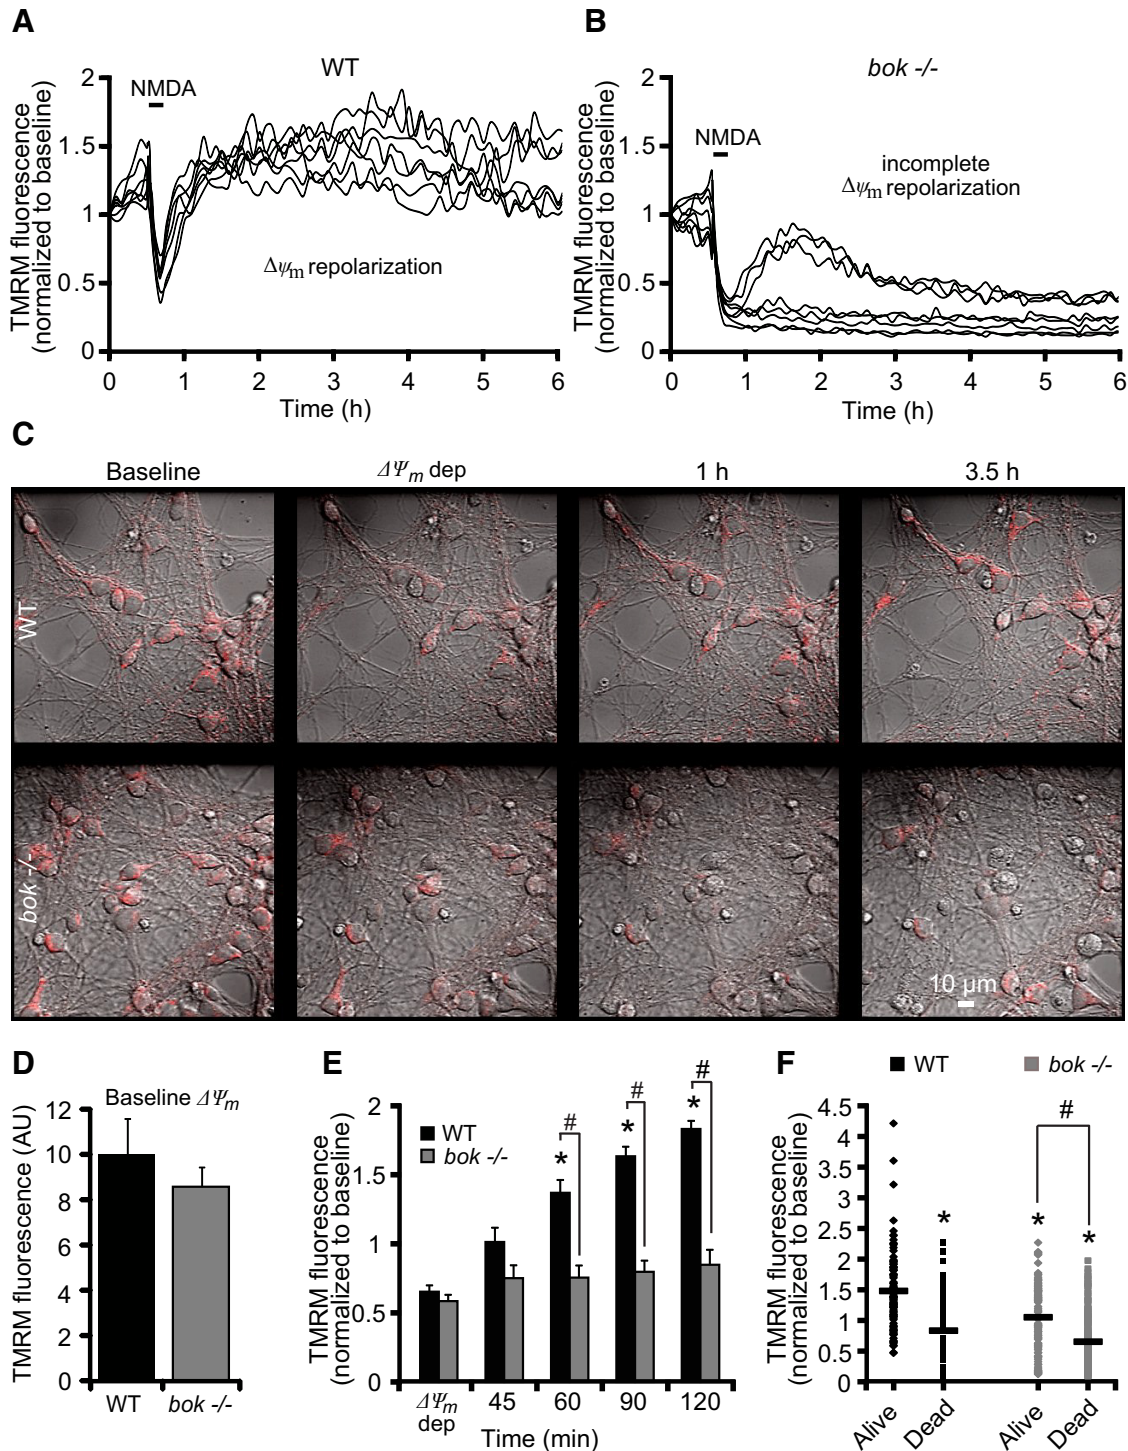 A
WT
TMRM fluorescence
(normalized to baseline)
2
1.5
1
0.5
0
NMDA
Δψm repolarization
0 1 2 3 4 5 6
Time (h)
B
bok -/-
TMRM fluorescence
(normalized to baseline)
2
1.5
1
0.5
0
NMDA
incomplete
Δψm repolarization
0 1 2 3 4 5 6
Time (h)
C
Baseline ΔΨm dep 1 h 3.5 h
WT
bok -/-
10 µm
D
Baseline ΔΨm
TMRM fluorescence (AU)
12
10
8
6
4
2
0
WT bok -/-
E
TMRM fluorescence
(normalized to baseline)
2
1.5
1
0.5
0
WT
bok -/-
* # * # * #
ΔΨm dep 45 60 90 120
Time (min)
F
WT bok -/-
TMRM fluorescence
(normalized to baseline)
4.5
4
3.5
3
2.5
2
1.5
1
0.5
0
#
* * *
Alive Dead Alive Dead